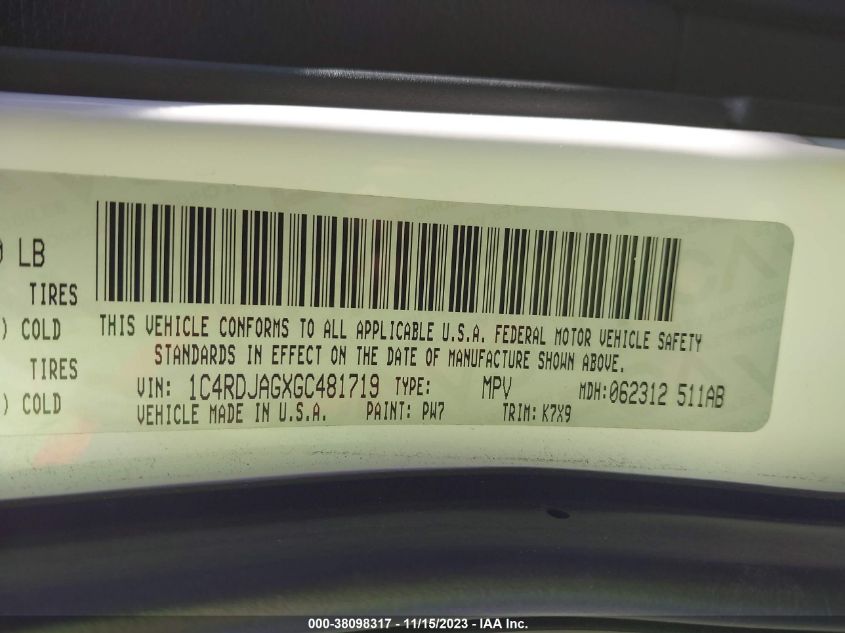 LB
TIRES
) COLD
TIRES
) COLD
THIS VEHICLE CONFORMS TO ALL APPLICABLE U.S.A. FEDERAL MOTOR VEHICLE SAFETY
STANDARDS IN EFFECT ON THE DATE OF MANUFACTURE SHOWN ABOVE.
VIN: 1C4RDJAGXGC481719 TYPE: MPV MDH:062312 511AB
VEHICLE MADE IN U.S.A. PAINT: PW7 TRIM: K7X9
000-38098317 - 11/15/2023 - © IAA Inc.